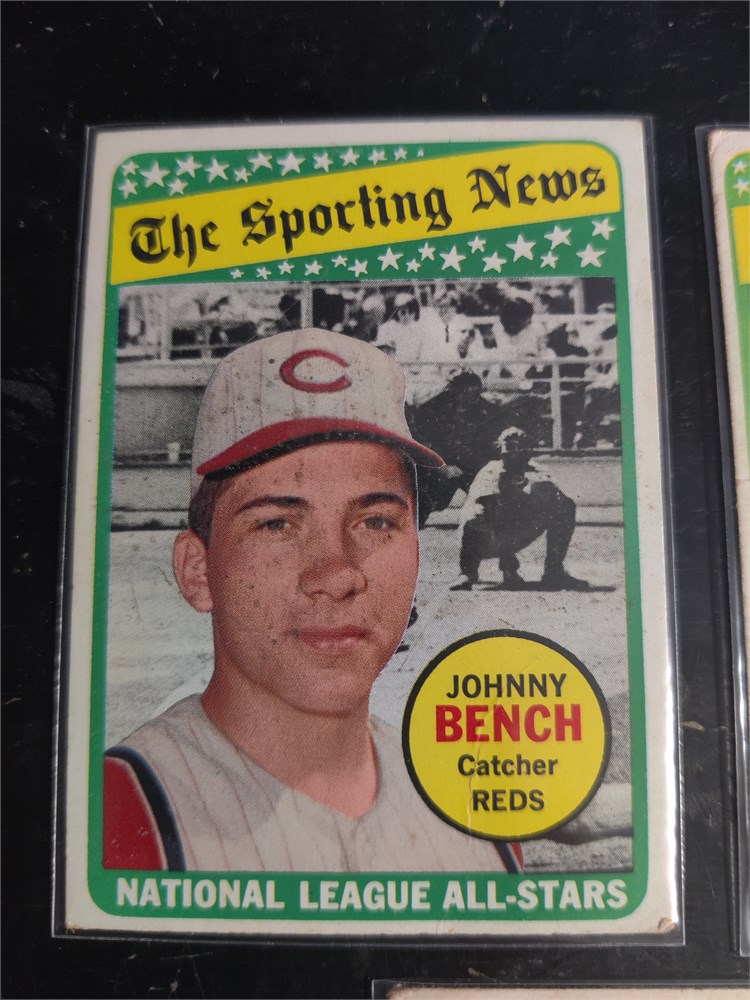 The Sporting News
C
JOHNNY
BENCH
Catcher
REDS
NATIONAL LEAGUE ALL-STARS